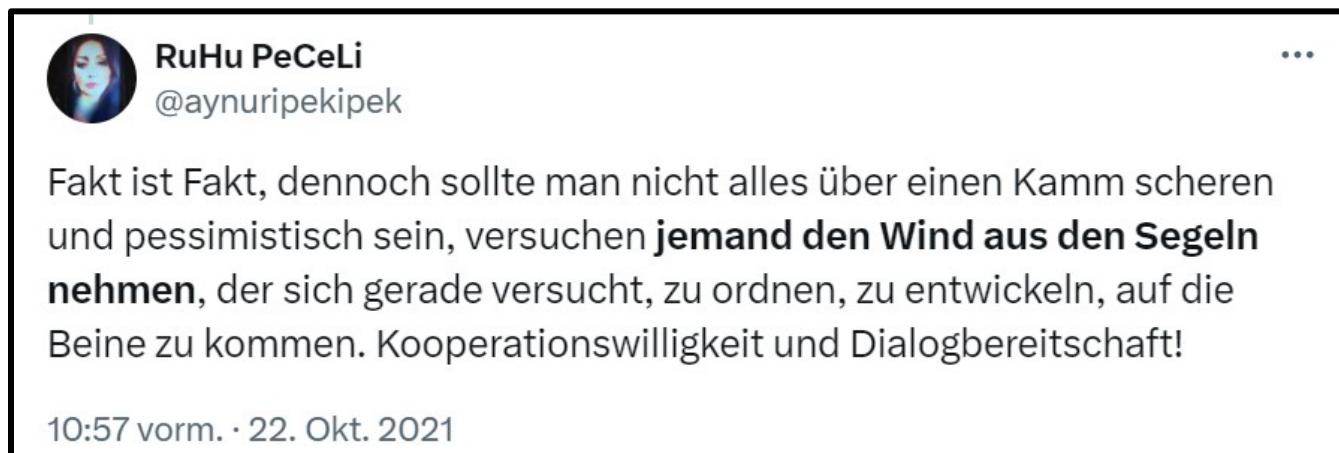 RuHu PeCeLi
@aynuripekipek
Fakt ist Fakt, dennoch sollte man nicht alles über einen Kamm scheren
und pessimistisch sein, versuchen jemand den Wind aus den Segeln
nehmen, der sich gerade versucht, zu ordnen, zu entwickeln, auf die
Beine zu kommen. Kooperationswilligkeit und Dialogbereitschaft!
10:57 vorm. · 22. Okt. 2021